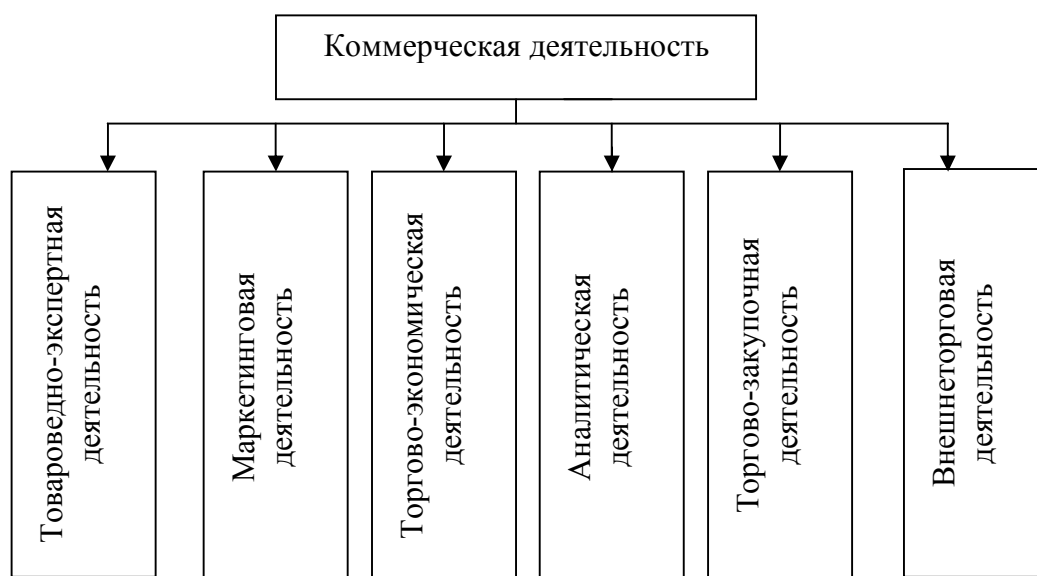 Коммерческая деятельность
Товароведно-экспертная
деятельность
Маркетинговая
деятельность
Торгово-экономическая
деятельность
Аналитическая
деятельность
Торгово-закупочная
деятельность
Внешнеторговая
деятельность